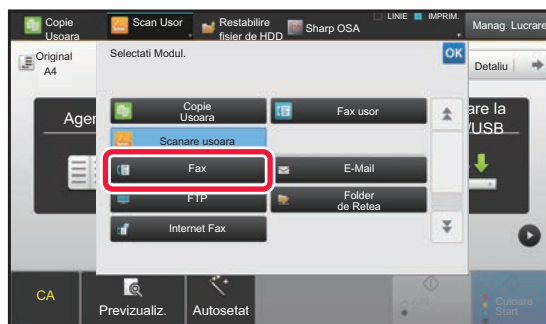 Copie
Usoara
Scan Usor
Restabilire
fisier de HDD
Sharp OSA
LINIE
IMPRIM.
Manag. Lucrare
Original
A4
Selectati Modul.
OK
Detaliu
Ager
are la
/USB
Copie
Usoara
Fax usor
Scanare usoara
Fax
E-Mail
FTP
Folder
de Retea
Internet Fax
CA
Previzualiz.
Autosetat
Culoare
Start